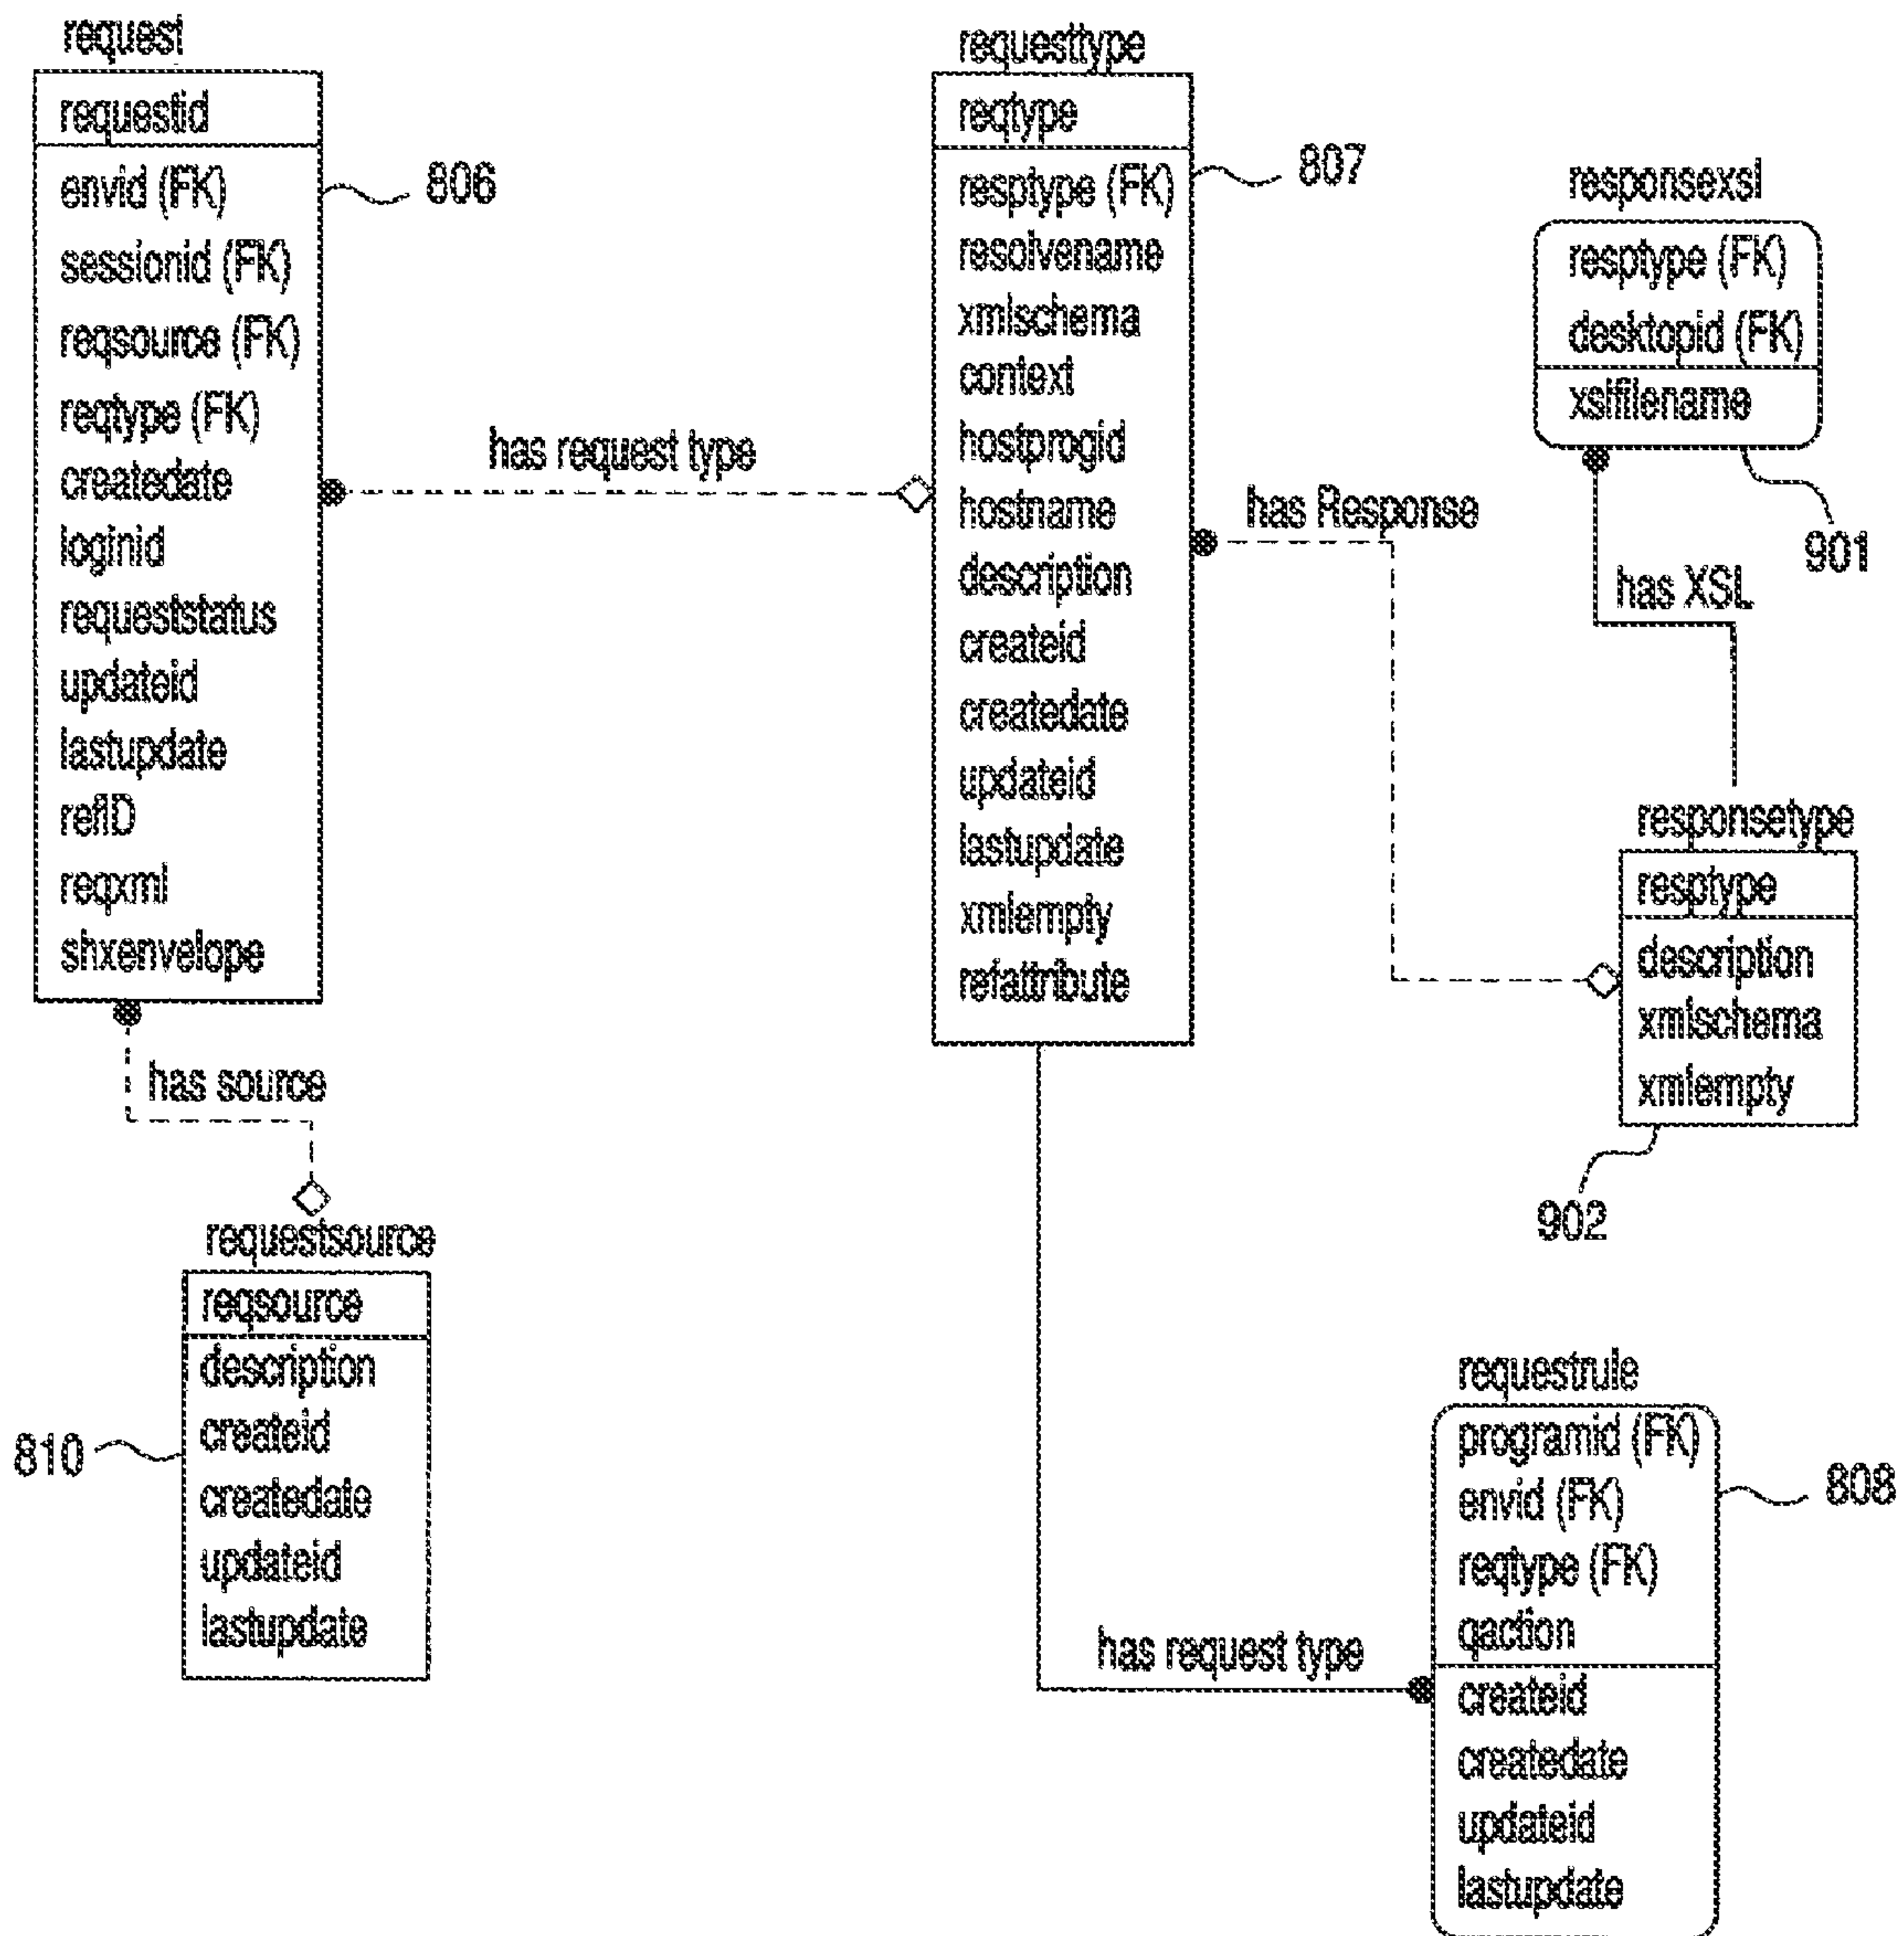 request
requestid
envid (FK)
sessionid (FK)
reqsource (FK)
reqtype (FK)
createdate
loginid
requeststatus
updateid
lastupdate
refID
reqxml
shxenvelope
806
has request type
has source
requestsource
reqsource
description
createid
createdate
updateid
lastupdate
810
requesttype
reqtype
resptype (FK)
resolvename
xmlschema
context
hostprogid
hostname
description
createid
createdate
updateid
lastupdate
xmlempty
refattribute
807
has Response
responsexsl
resptype (FK)
desktopid (FK)
xslfilename
901
has XSL
responsetype
resptype
description
xmlschema
xmlempty
902
has request type
requestrule
programid (FK)
envid (FK)
reqtype (FK)
qaction
createid
createdate
updateid
lastupdate
808